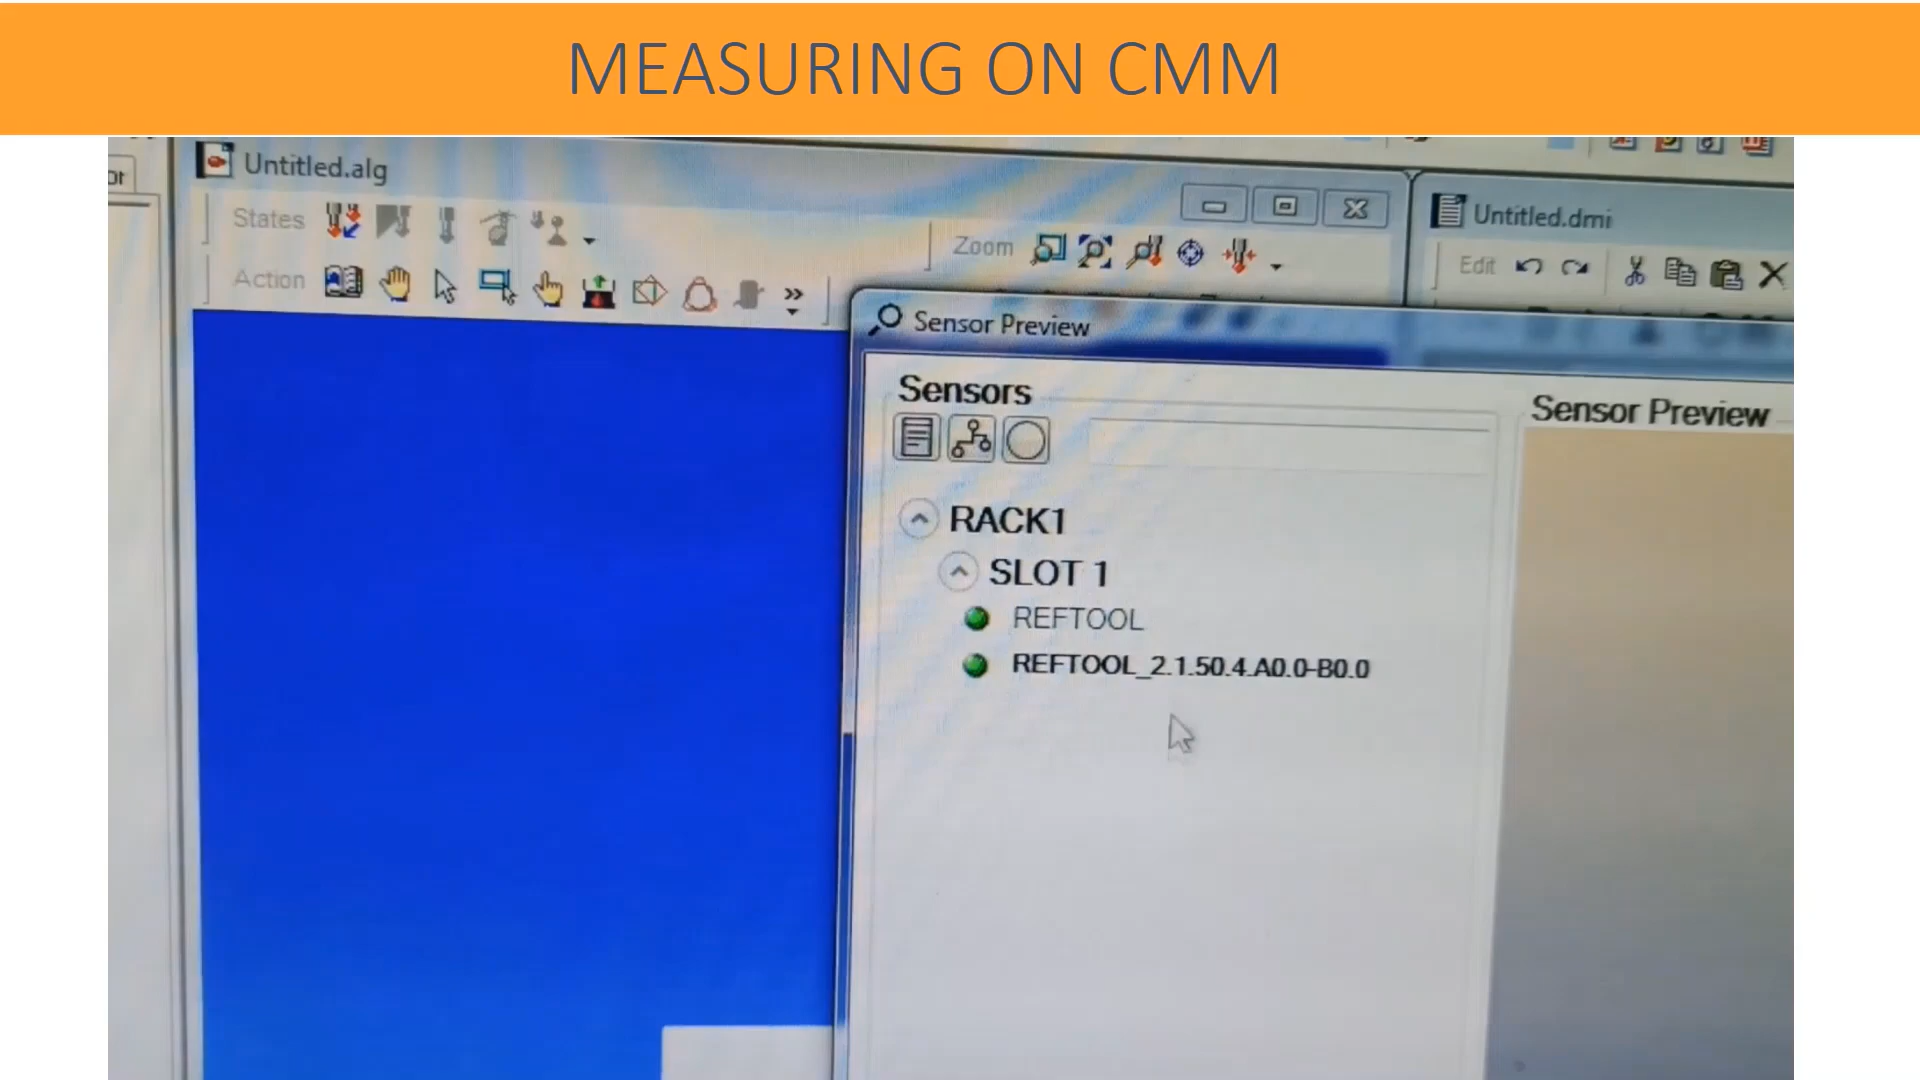 MEASURING ON CMM
Untitled.alg
States
Zoom
Action
Untitled.dmi
Edit
Sensor Preview
Sensors
Sensor Preview
RACK1
SLOT 1
REFTOOL
REFTOOL_2.1.50.4.A0.0-B0.0